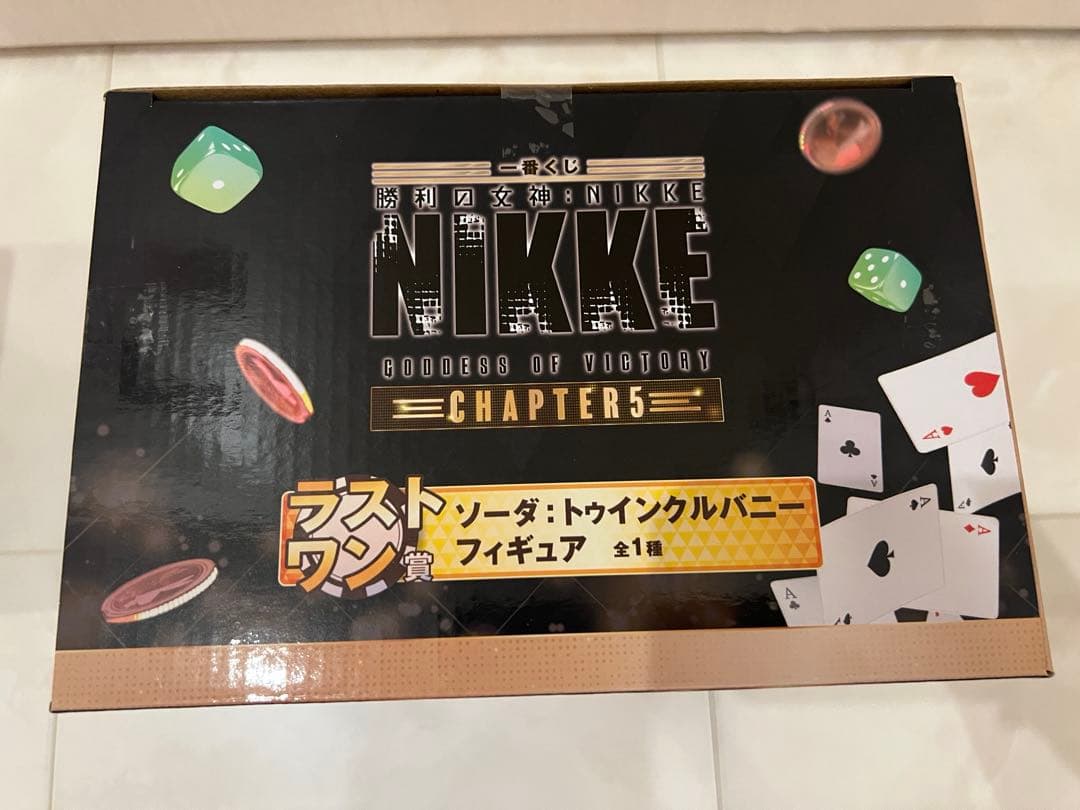 一番くじ
勝利の女神:NIKKE
NIKKE
GODDESS OF VICTORY
CHAPTER5
ラスト
ワン賞
ソーダ:トゥインクルバニー
フィギュア 全1種
A
A
A
A
A
A
A